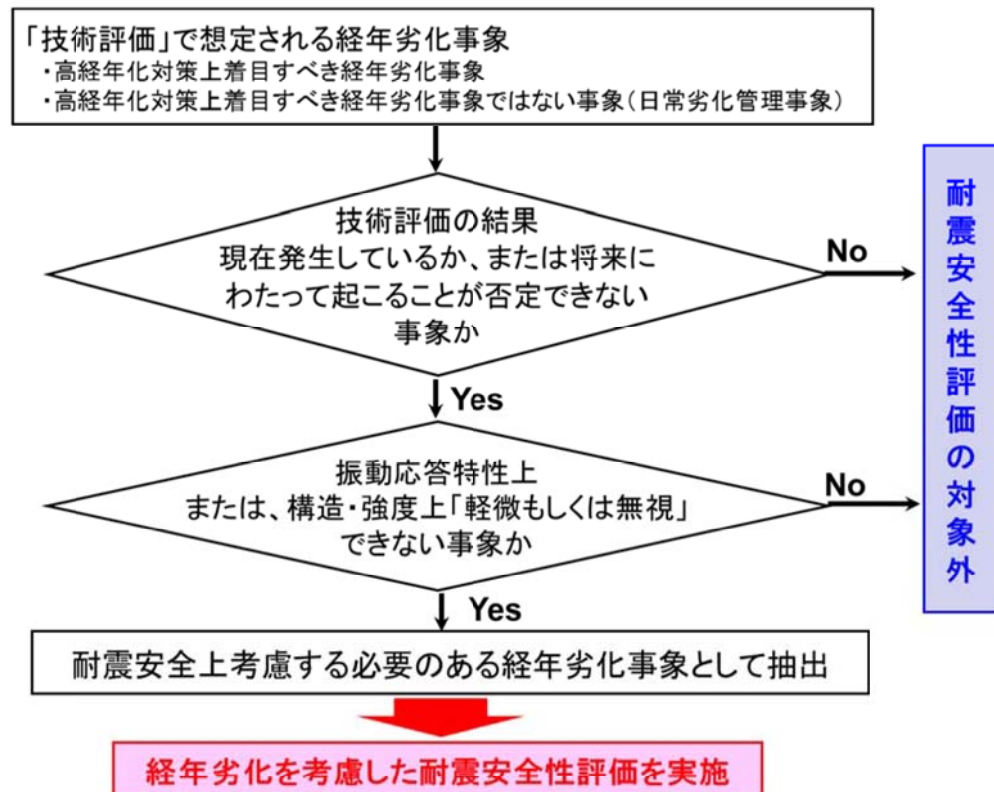 「技術評価」で想定される経年劣化事象
・高経年化対策上着目すべき経年劣化事象
・高経年化対策上着目すべき経年劣化事象ではない事象(日常劣化管理事象)
技術評価の結果
現在発生しているか、または将来に
わたって起こることが否定できない
事象か
No
Yes
振動応答特性上
または、構造・強度上「軽微もしくは無視」
できない事象か
No
Yes
耐震安全性評価の対象外
耐震安全上考慮する必要のある経年劣化事象として抽出
経年劣化を考慮した耐震安全性評価を実施